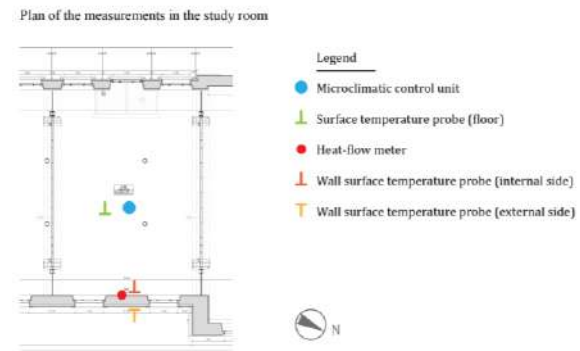 Plan of the measurements in the study room
Legend
Microclimatic control unit
Surface temperature probe (floor)
Heat-flow meter
Wall surface temperature probe (internal side)
Wall surface temperature probe (external side)
N